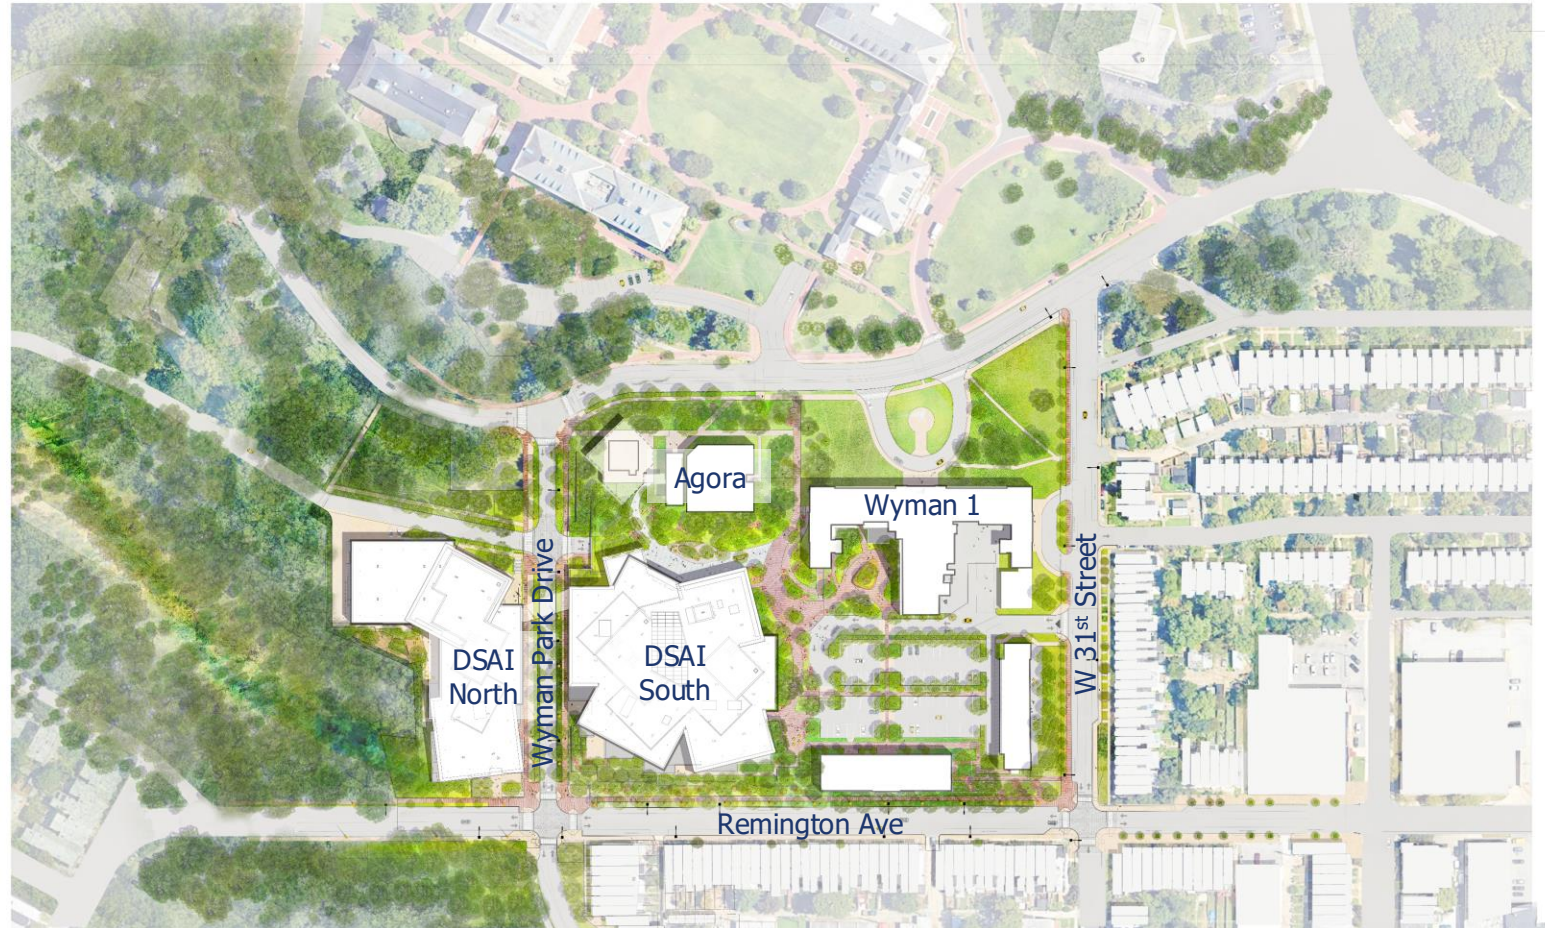 Agora
Wyman 1
Wyman Park Drive
W 31st Street
DSAI
North
DSAI
South
Remington Ave